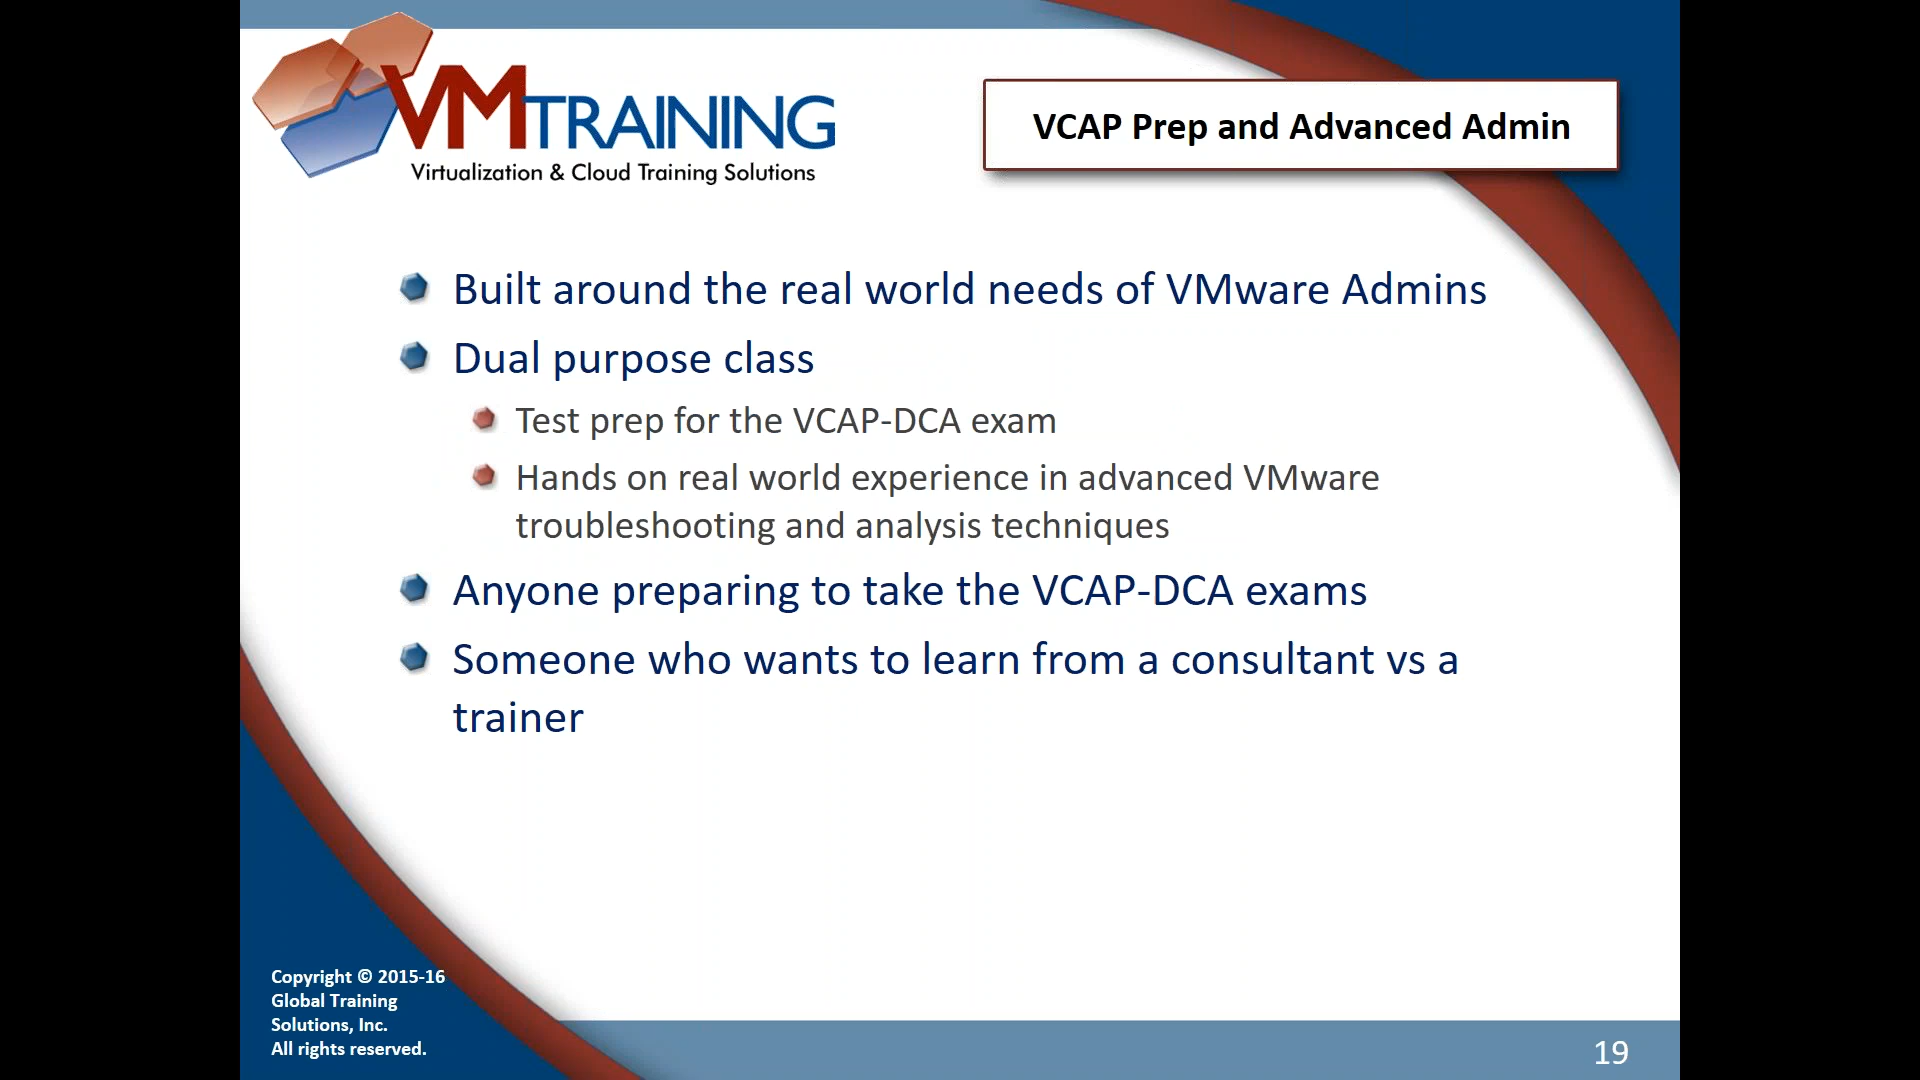 VMTRAINING
Virtualization & Cloud Training Solutions
VCAP Prep and Advanced Admin
Built around the real world needs of VMware Admins
Dual purpose class
Test prep for the VCAP-DCA exam
Hands on real world experience in advanced VMware
troubleshooting and analysis techniques
Anyone preparing to take the VCAP-DCA exams
Someone who wants to learn from a consultant vs a
trainer
Copyright © 2015-16
Global Training
Solutions, Inc.
All rights reserved.
19